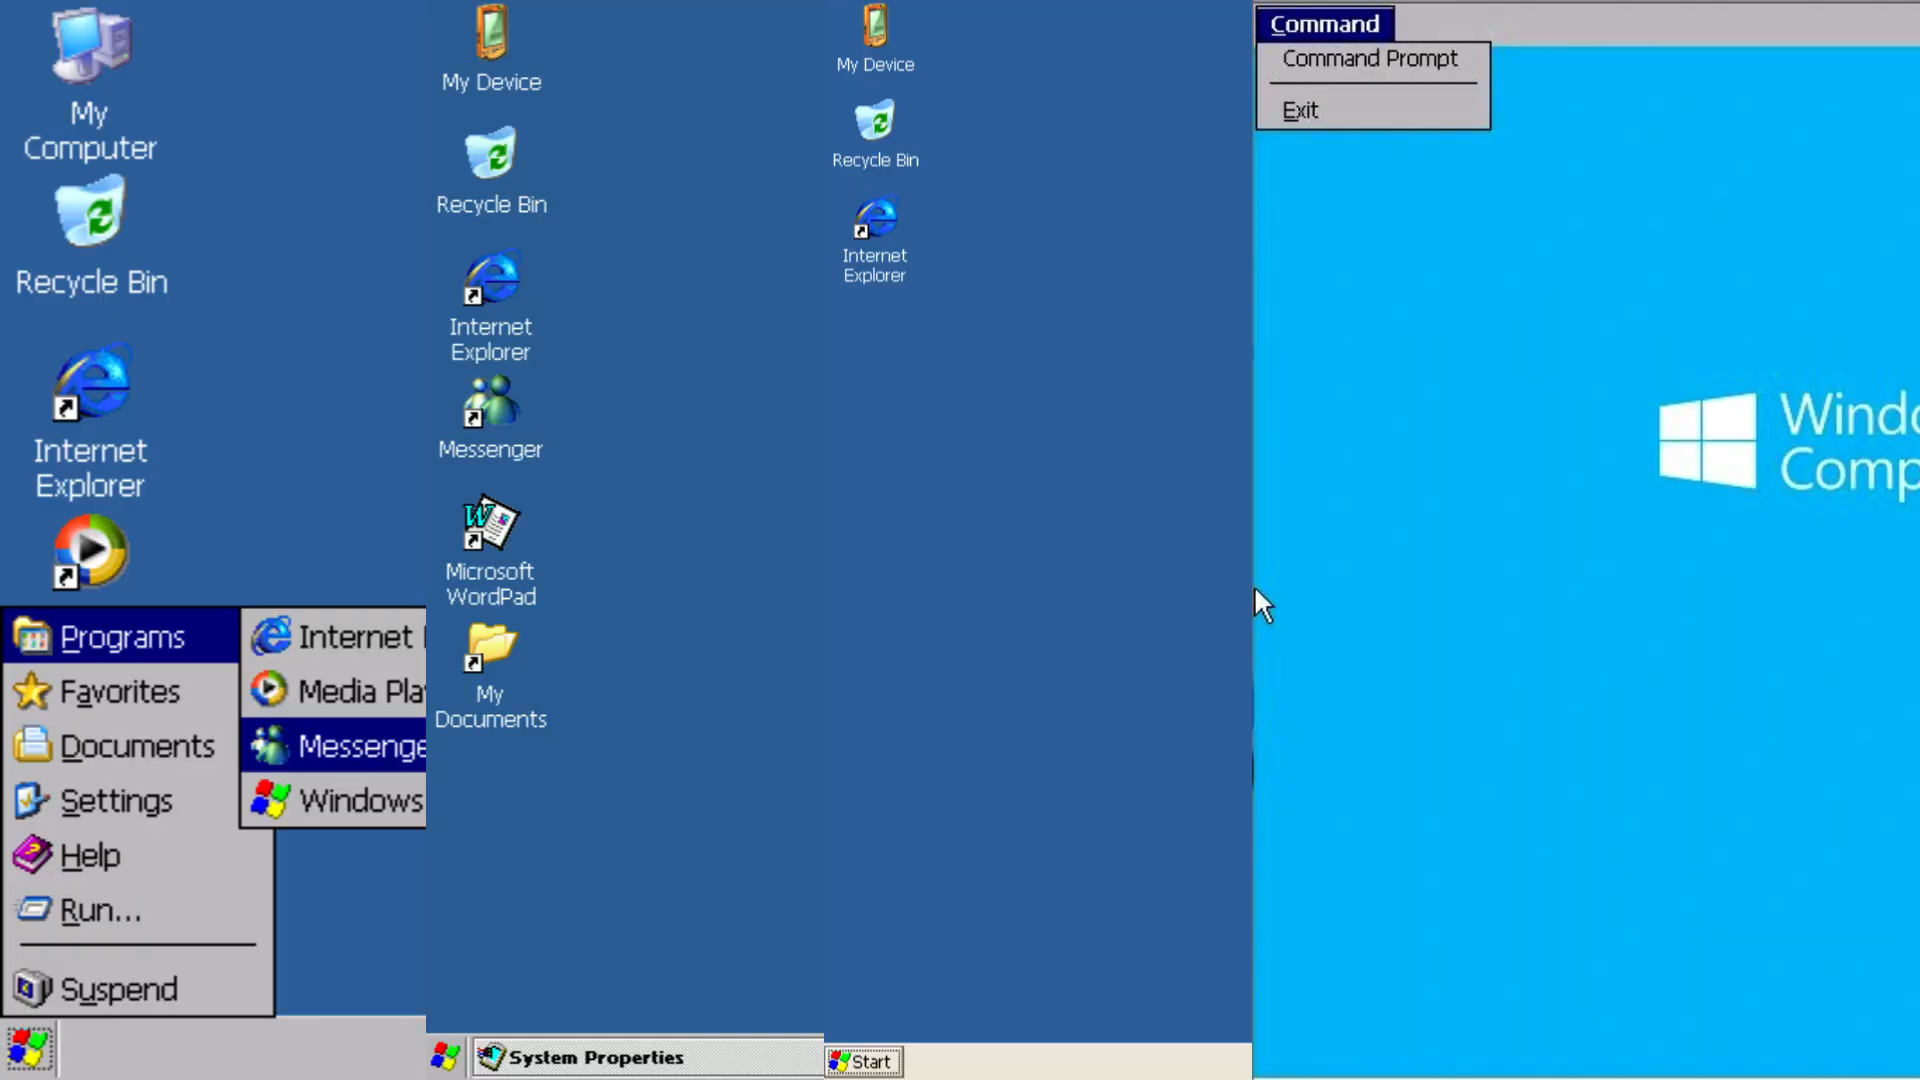 My
Computer
Recycle Bin
Internet
Explorer
Programs
Favorites
Documents
Settings
Help
Run...
Suspend
Internet
Media Pla
Messenge
Windows
My Device
Recycle Bin
Internet
Explorer
Messenger
Microsoft
WordPad
My
Documents
System Properties
My Device
Recycle Bin
Internet
Explorer
Start
Command
Command Prompt
Exit
Windo
Comp